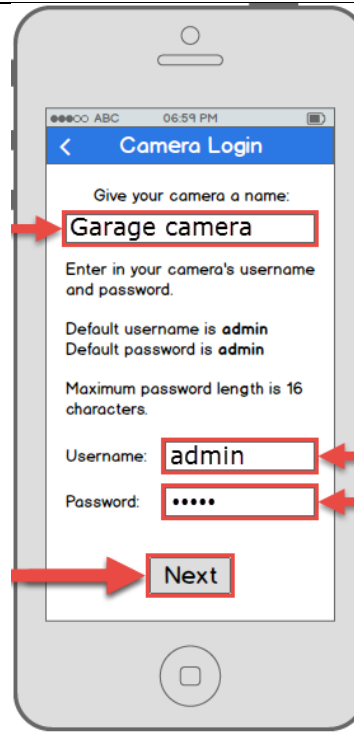 ABC 06:59 PM
< Camera Login
Give your camera a name:
Garage camera
Enter in your camera's username
and password.
Default username is admin
Default password is admin
Maximum password length is 16
characters.
Username: admin
Password: •••••
Next